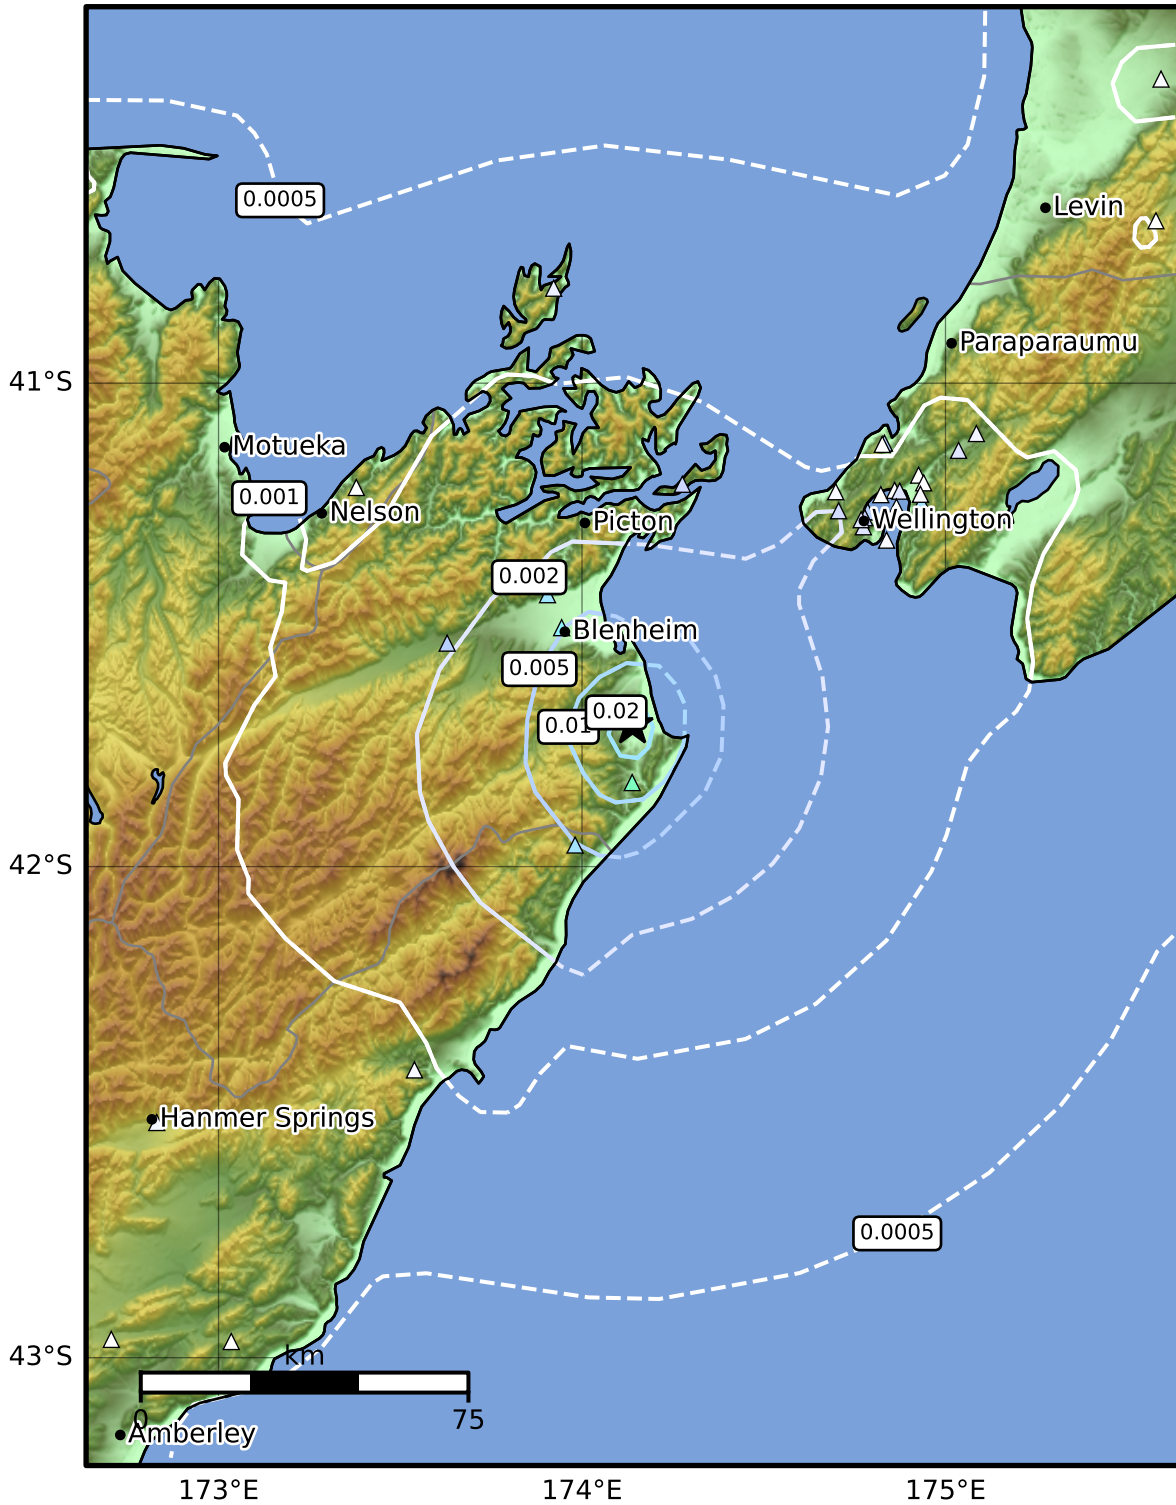 0.0005
Levin
Paraparaumu
41°S
Motueka
0.001
Nelson
Picton
Wellington
0.002
Blenheim
0.005
0.02
0.01
42°S
Hanmer Springs
0.0005
43°S
km
0
75
Amberley
173°E
174°E
175°E